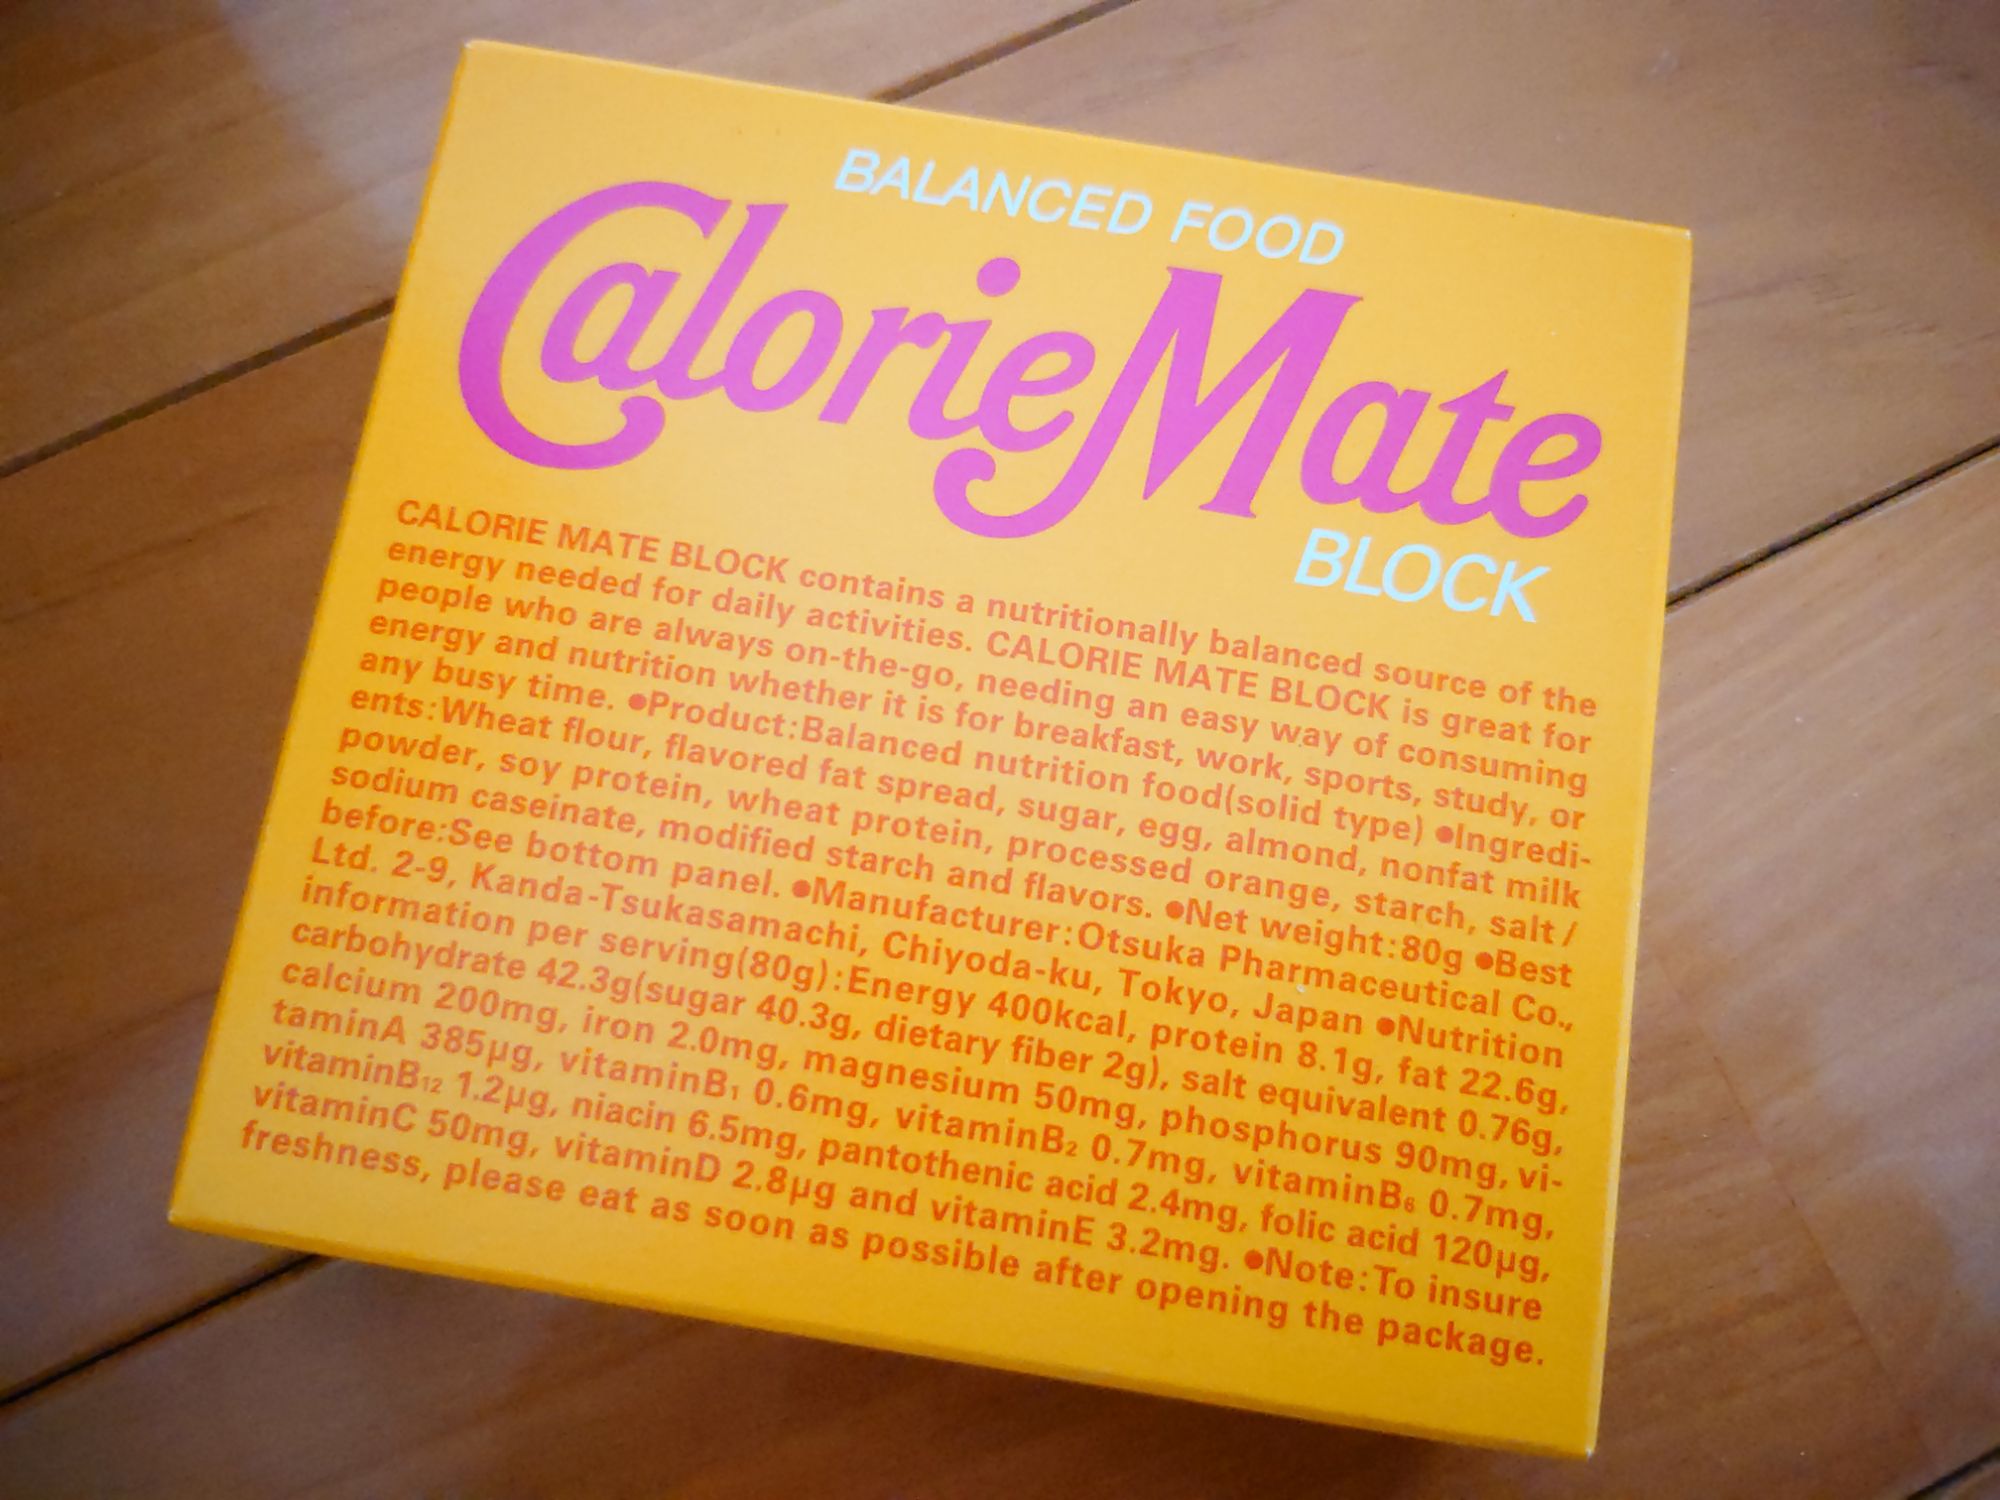 BALANCED FOOD
CalorieMate
BLOCK
CALORIE MATE BLOCK contains a nutritionally balanced source of the
energy needed for daily activities. CALORIE MATE BLOCK is great for
people who are always on-the-go, needing an easy way of consuming
energy and nutrition whether it is for breakfast, work, sports, study, or
any busy time. ●Product:Balanced nutrition food(solid type) ●Ingredi-
ents:Wheat flour, flavored fat spread, sugar, egg, almond, nonfat milk
powder, soy protein, wheat protein, processed orange, starch, salt/
sodium caseinate, modified starch and flavors. ●Net weight:80g ●Best
before:See bottom panel. ●Manufacturer:Otsuka Pharmaceutical Co.,
Ltd. 2-9, Kanda-Tsukasamachi, Chiyoda-ku, Tokyo, Japan ●Nutrition
information per serving(80g):Energy 400kcal, protein 8.1g, fat 22.6g,
carbohydrate 42.3g(sugar 40.3g, dietary fiber 2g), salt equivalent 0.76g,
calcium 200mg, iron 2.0mg, magnesium 50mg, phosphorus 90mg, vi-
taminA 385μg, vitaminB₁ 0.6mg, vitaminB₂ 0.7mg, vitaminB₆ 0.7mg,
vitaminB₁₂ 1.2μg, niacin 6.5mg, pantothenic acid 2.4mg, folic acid 120μg,
vitaminC 50mg, vitaminD 2.8μg and vitaminE 3.2mg. ●Note:To insure
freshness, please eat as soon as possible after opening the package.